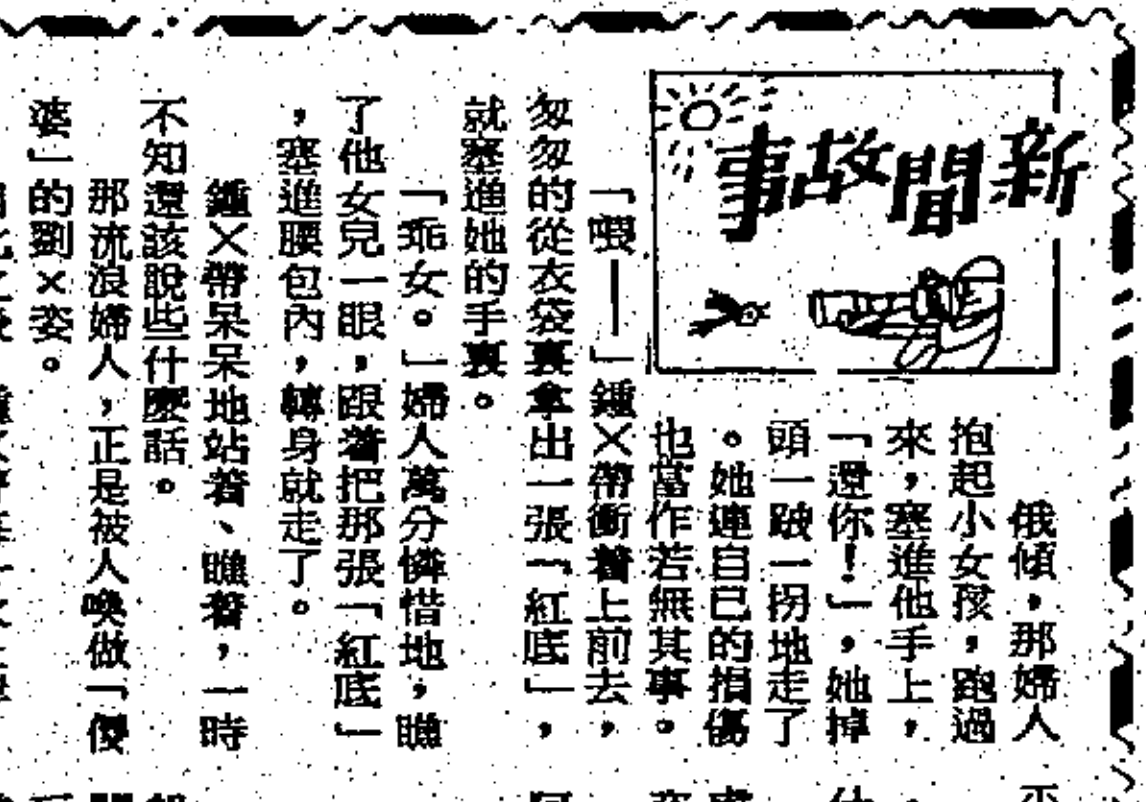 新聞故事
俄傾，那婦人
抱起小女孩，跑過
來，塞進他手上，
「還你！」，她掉
頭一跛一拐地走了
。她連自己的損傷
也當作若無其事。
「喂——」鍾×帶衝着上前去，
匆匆的從衣袋裏拿出一張「紅底」，
就塞進她的手裏。
「乖女。」婦人萬分憐惜地，瞧
了他女兒一眼，跟着把那張「紅底」
，塞進腰包內，轉身就走了。
鍾×帶呆呆地站着、瞧着，一時
不知還該說些什麽話。
那流浪婦人，正是被人喚做「傻
婆」的劉×姿。